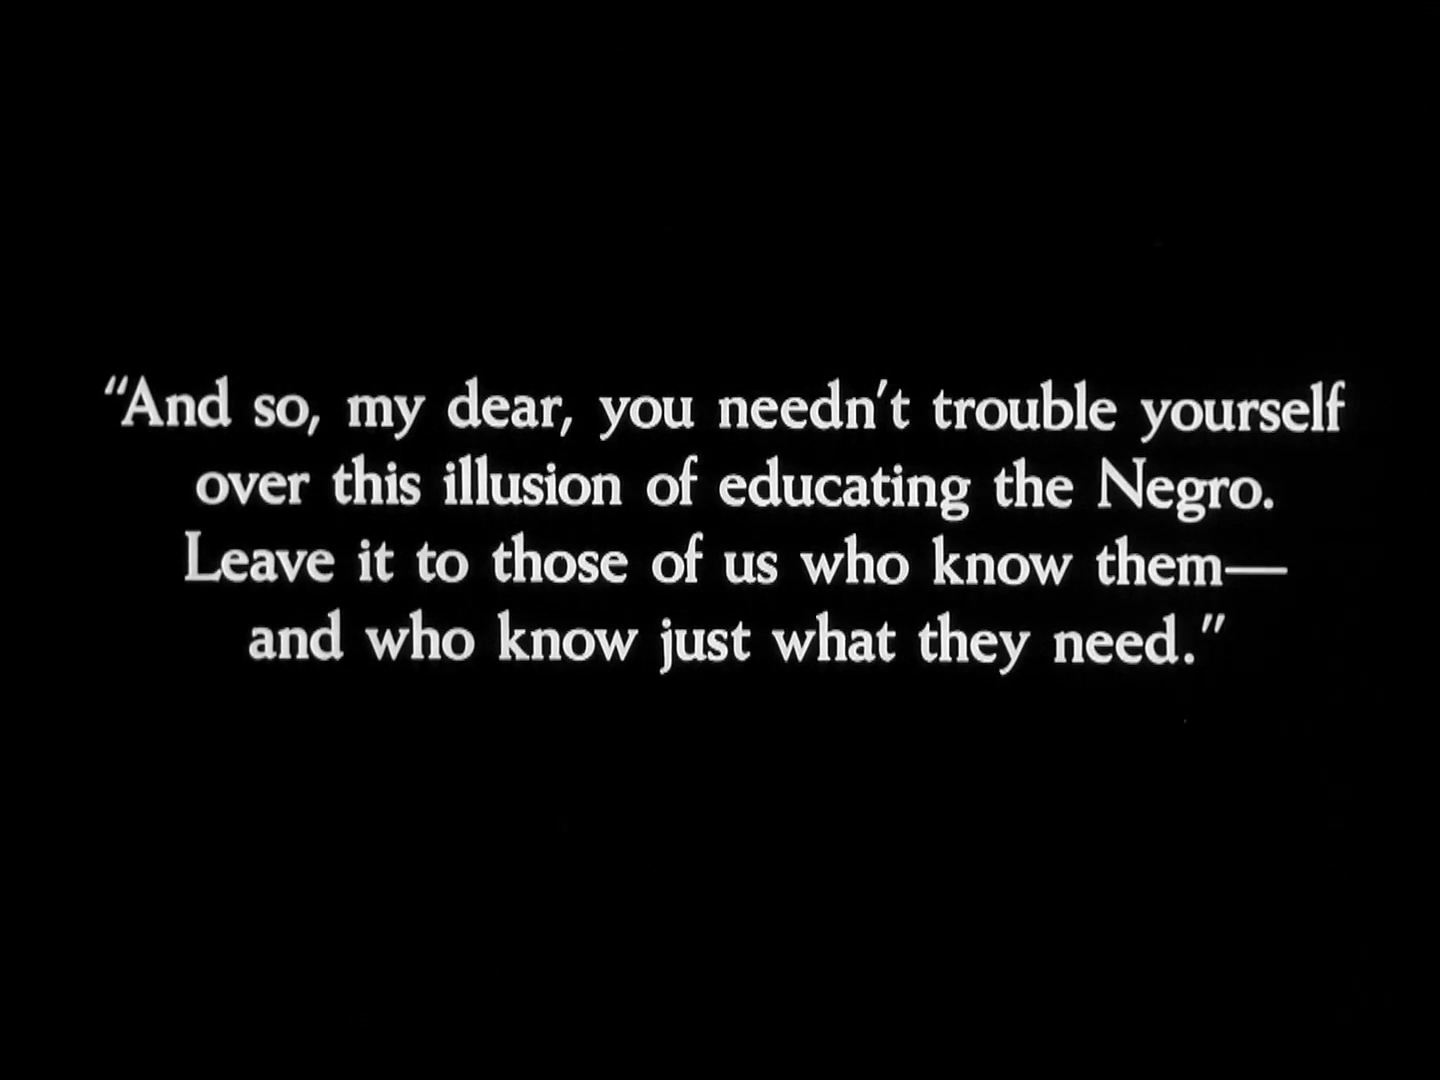 “And so, my dear, you needn't trouble yourself
over this illusion of educating the Negro.
Leave it to those of us who know them—
and who know just what they need.”